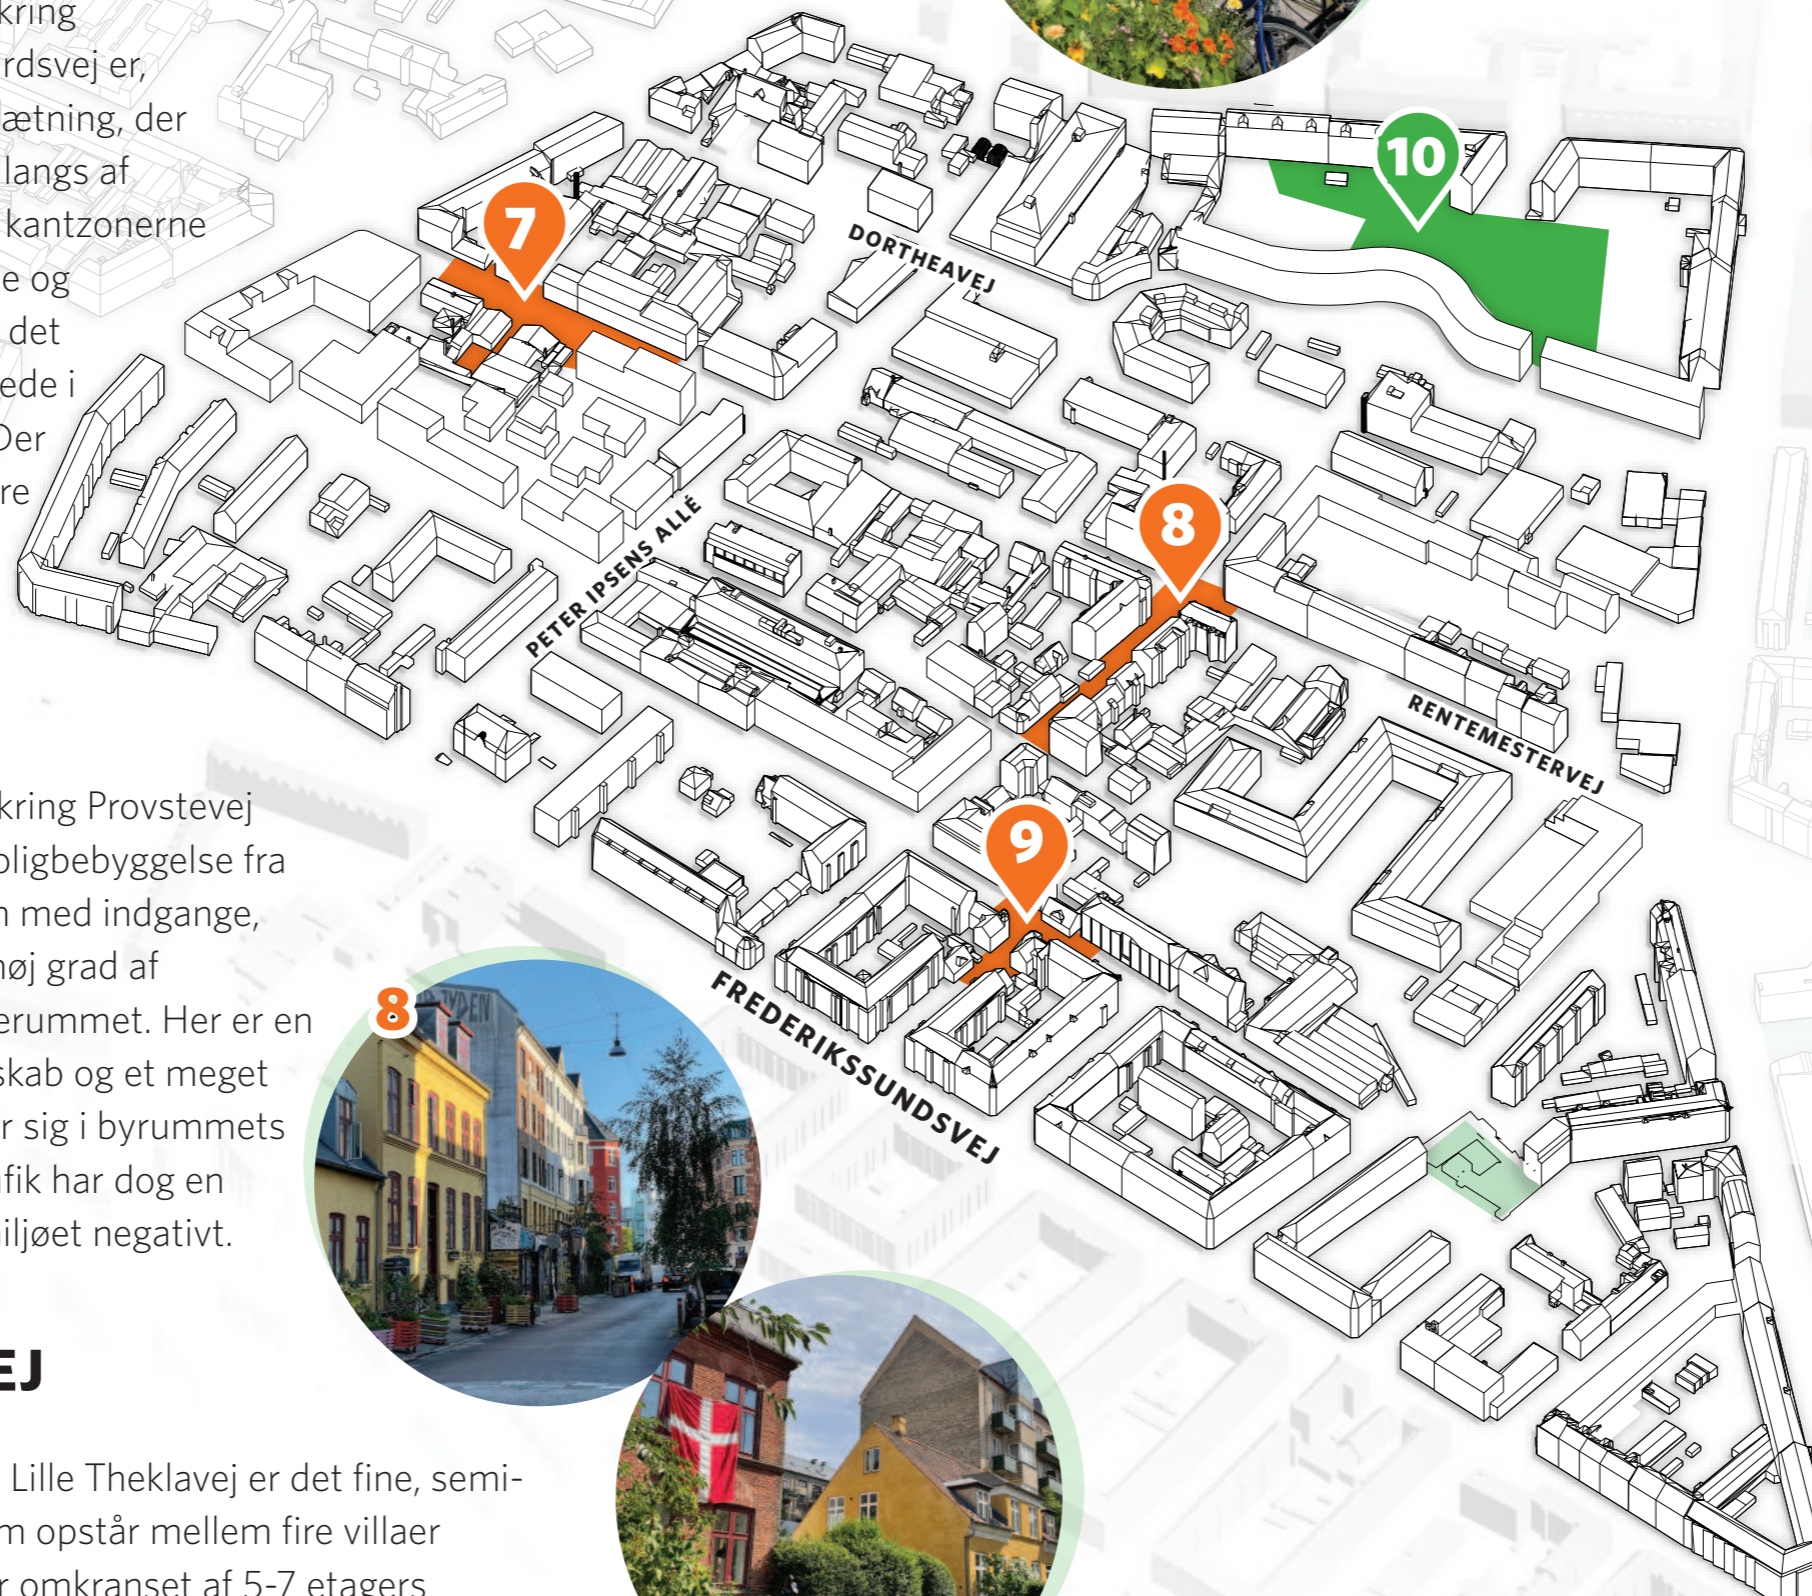 kring
rdsvej er,
ætning, der
langs af
kantzonerne
e og
det
ede i
Der
re
kring Provstevej
oligbebyggelse fra
n med indgange,
høj grad af
erummet. Her er en
skab og et meget
r sig i byrummets
afik har dog en
niljøet negativt.
EJ
Lille Theklavej er det fine, semi-
m opstår mellem fire villaer
r omkranset af 5-7 etagers
7
10
DORTHEAVEJ
8
PETER IPSENS ALLÉ
RENTEMESTERVEJ
9
FREDERIKSSUNDSVEJ
8